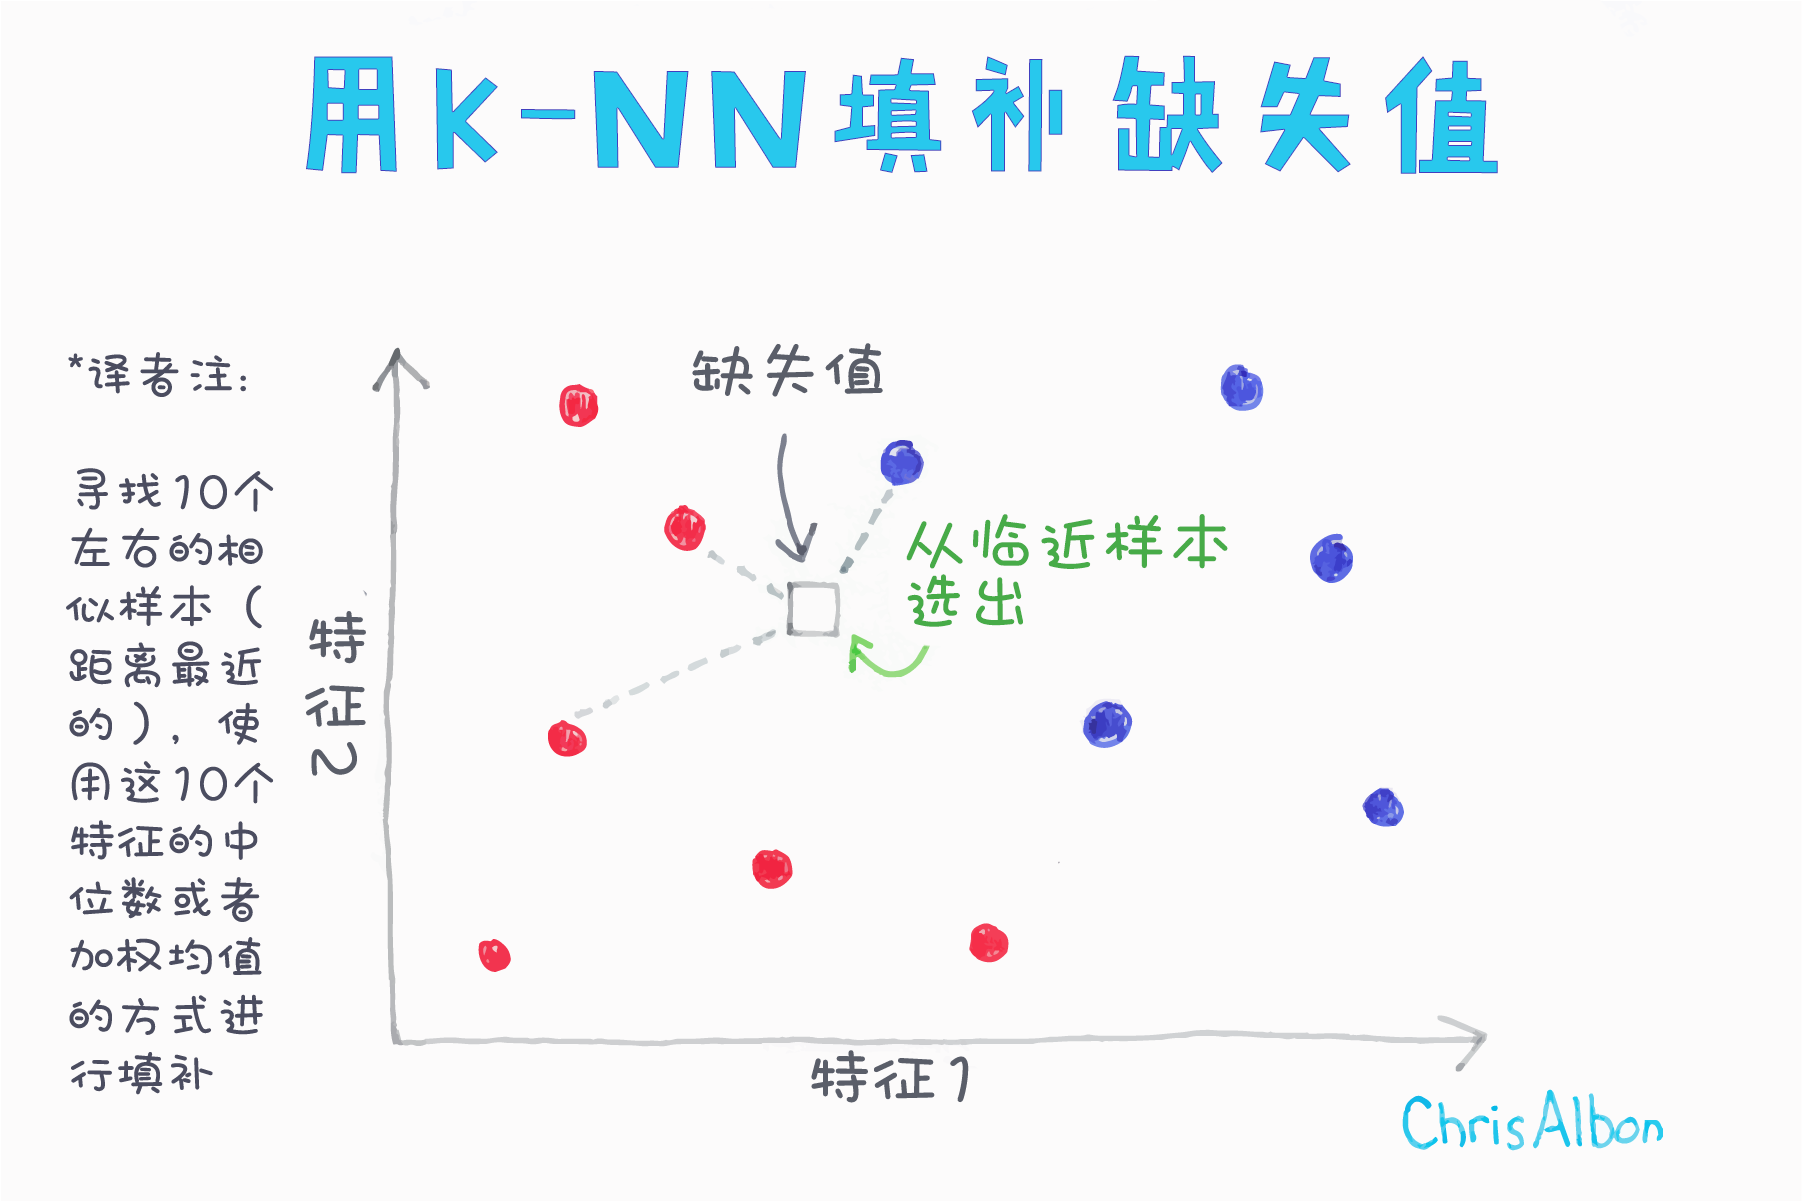 用K-NN填补缺失值
*译者注:
寻找10个
左右的相
似样本（
距离最近
的），使
用这10个
特征的中
位数或者
加权均值
的方式进
行填补
缺失值
从临近样本
选出
特征2
特征1
ChrisAlbon